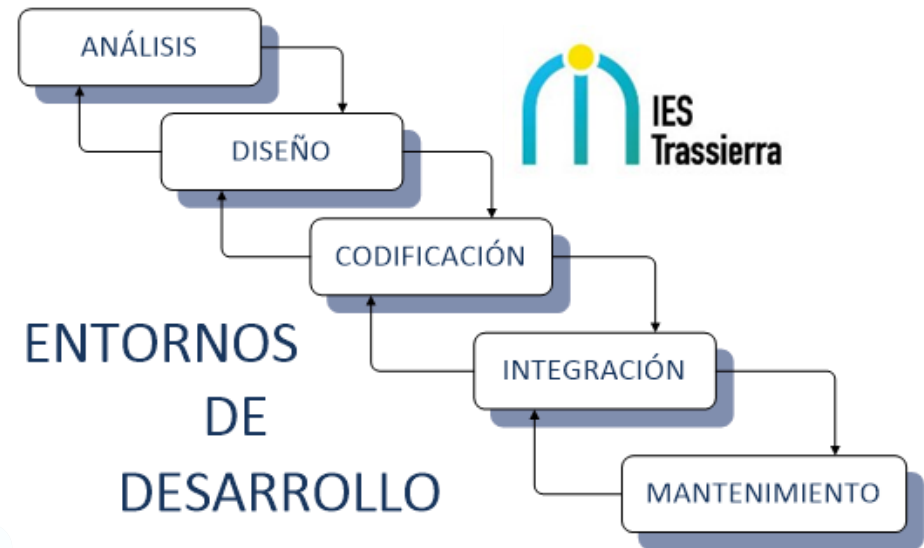 ANÁLISIS
DISEÑO
IES
Trassierra
CODIFICACIÓN
INTEGRACIÓN
MANTENIMIENTO
ENTORNOS
DE
DESARROLLO